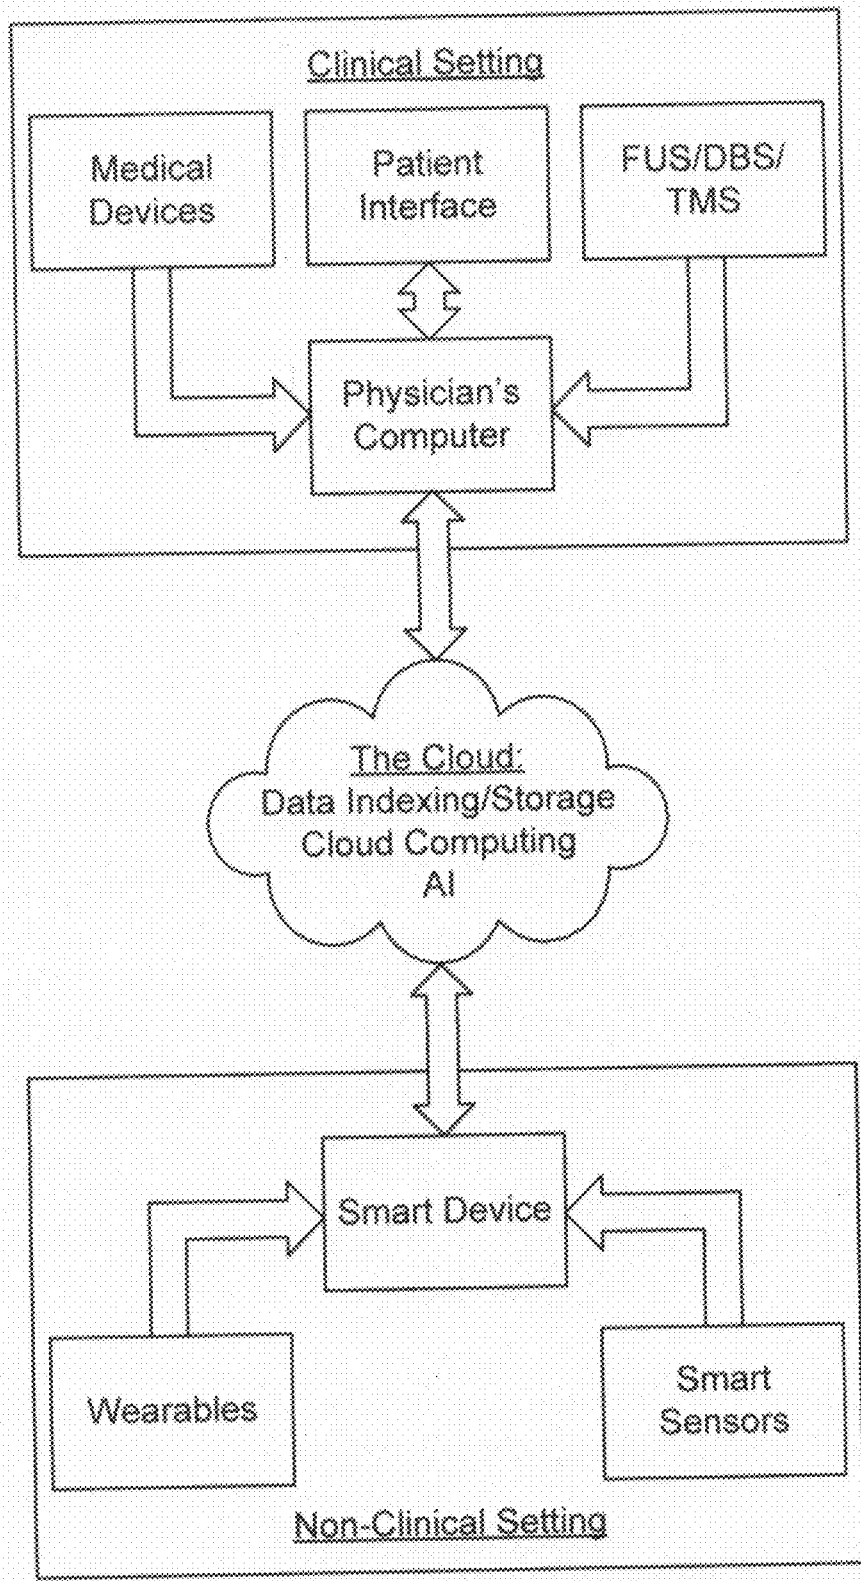 Clinical Setting
Medical
Devices
Patient
Interface
FUS/DBS/
TMS
Physician's
Computer
The Cloud:
Data Indexing/Storage
Cloud Computing
AI
Smart Device
Wearables
Smart
Sensors
Non-Clinical Setting